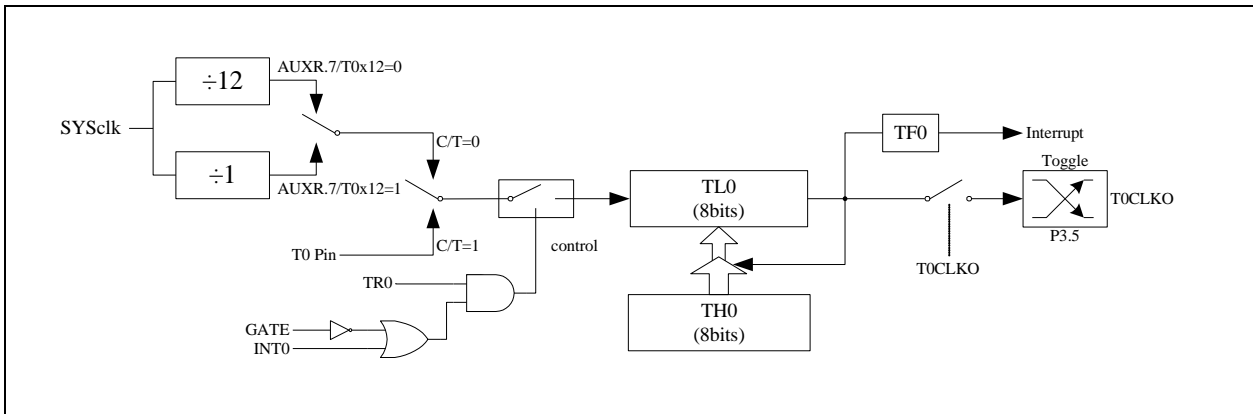 ÷12
AUXR.7/T0x12=0
SYSclk
÷1
AUXR.7/T0x12=1
C/T=0
C/T=1
T0 Pin
control
TR0
GATE
INT0
TL0
(8bits)
TH0
(8bits)
TF0
Interrupt
Toggle
T0CLKO
P3.5
T0CLKO